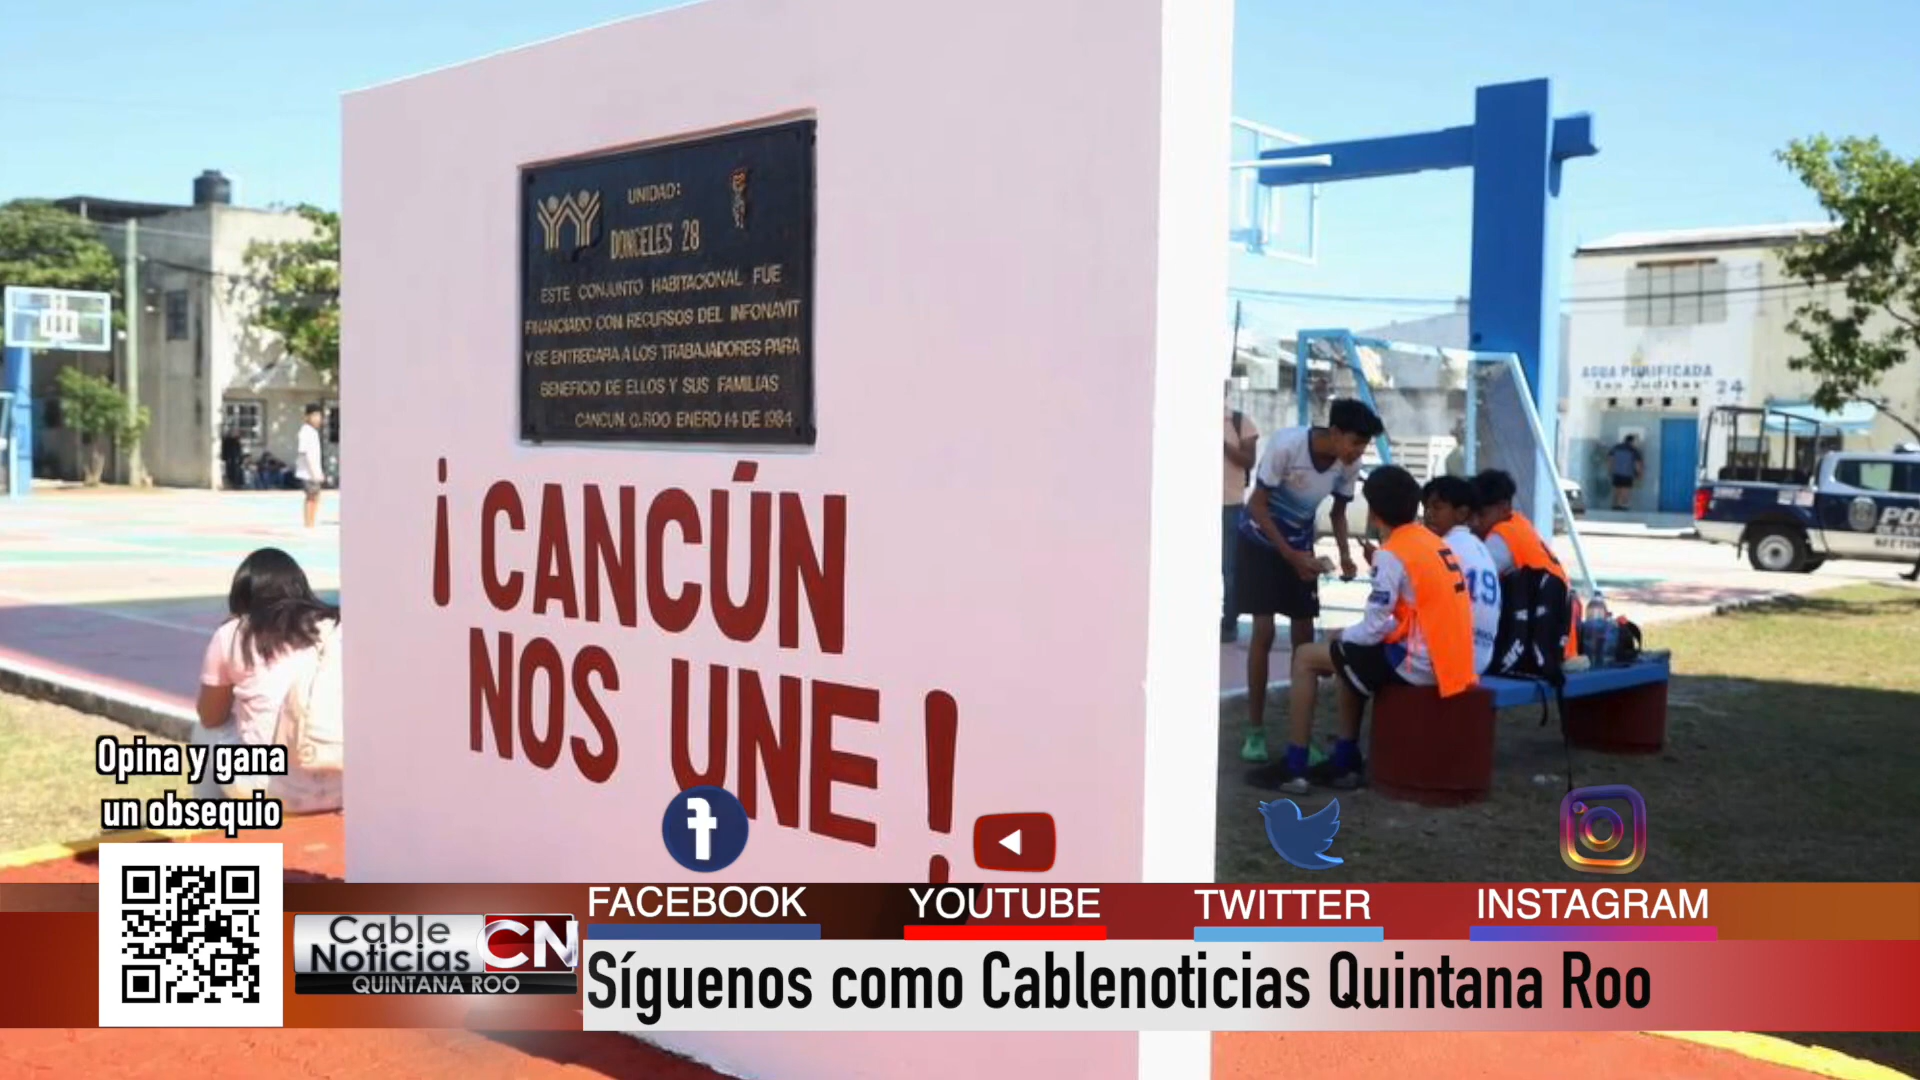 UNIDAD:
DONCELES 28
ESTE CONJUNTO HABITACIONAL FUE
FINANCIADO CON RECURSOS DEL INFONAVIT
Y SE ENTREGARA A LOS TRABAJADORES PARA
BENEFICIO DE ELLOS Y SUS FAMILIAS
CANCUN. Q. ROO ENERO 14 DE 1984
¡CANCÚN
NOS UNE!
AGUA PURIFICADA
24
5
19
Opina y gana
un obsequio
FACEBOOK
YOUTUBE
TWITTER
INSTAGRAM
Cable
Noticias
CN
QUINTANA ROO
Síguenos como Cablenoticias Quintana Roo